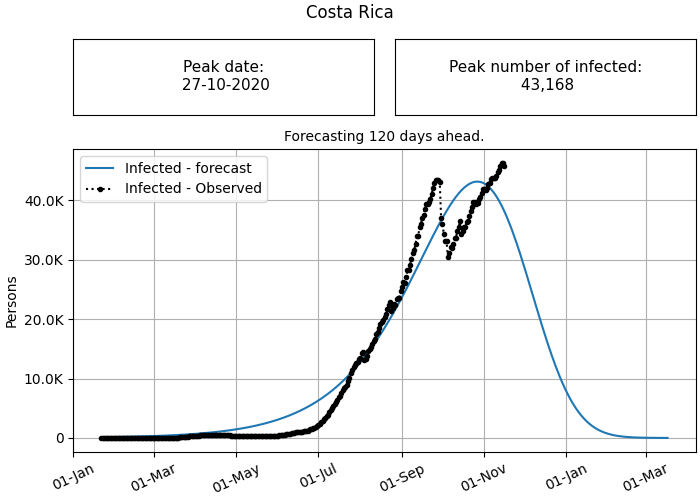 Costa Rica
Peak date:
27-10-2020
Peak number of infected:
43,168
Forecasting 120 days ahead.
Infected - forecast
Infected - Observed
Persons
40.0K
30.0K
20.0K
10.0K
0
01-Jan
01-Mar
01-May
01-Jul
01-Sep
01-Nov
01-Jan
01-Mar